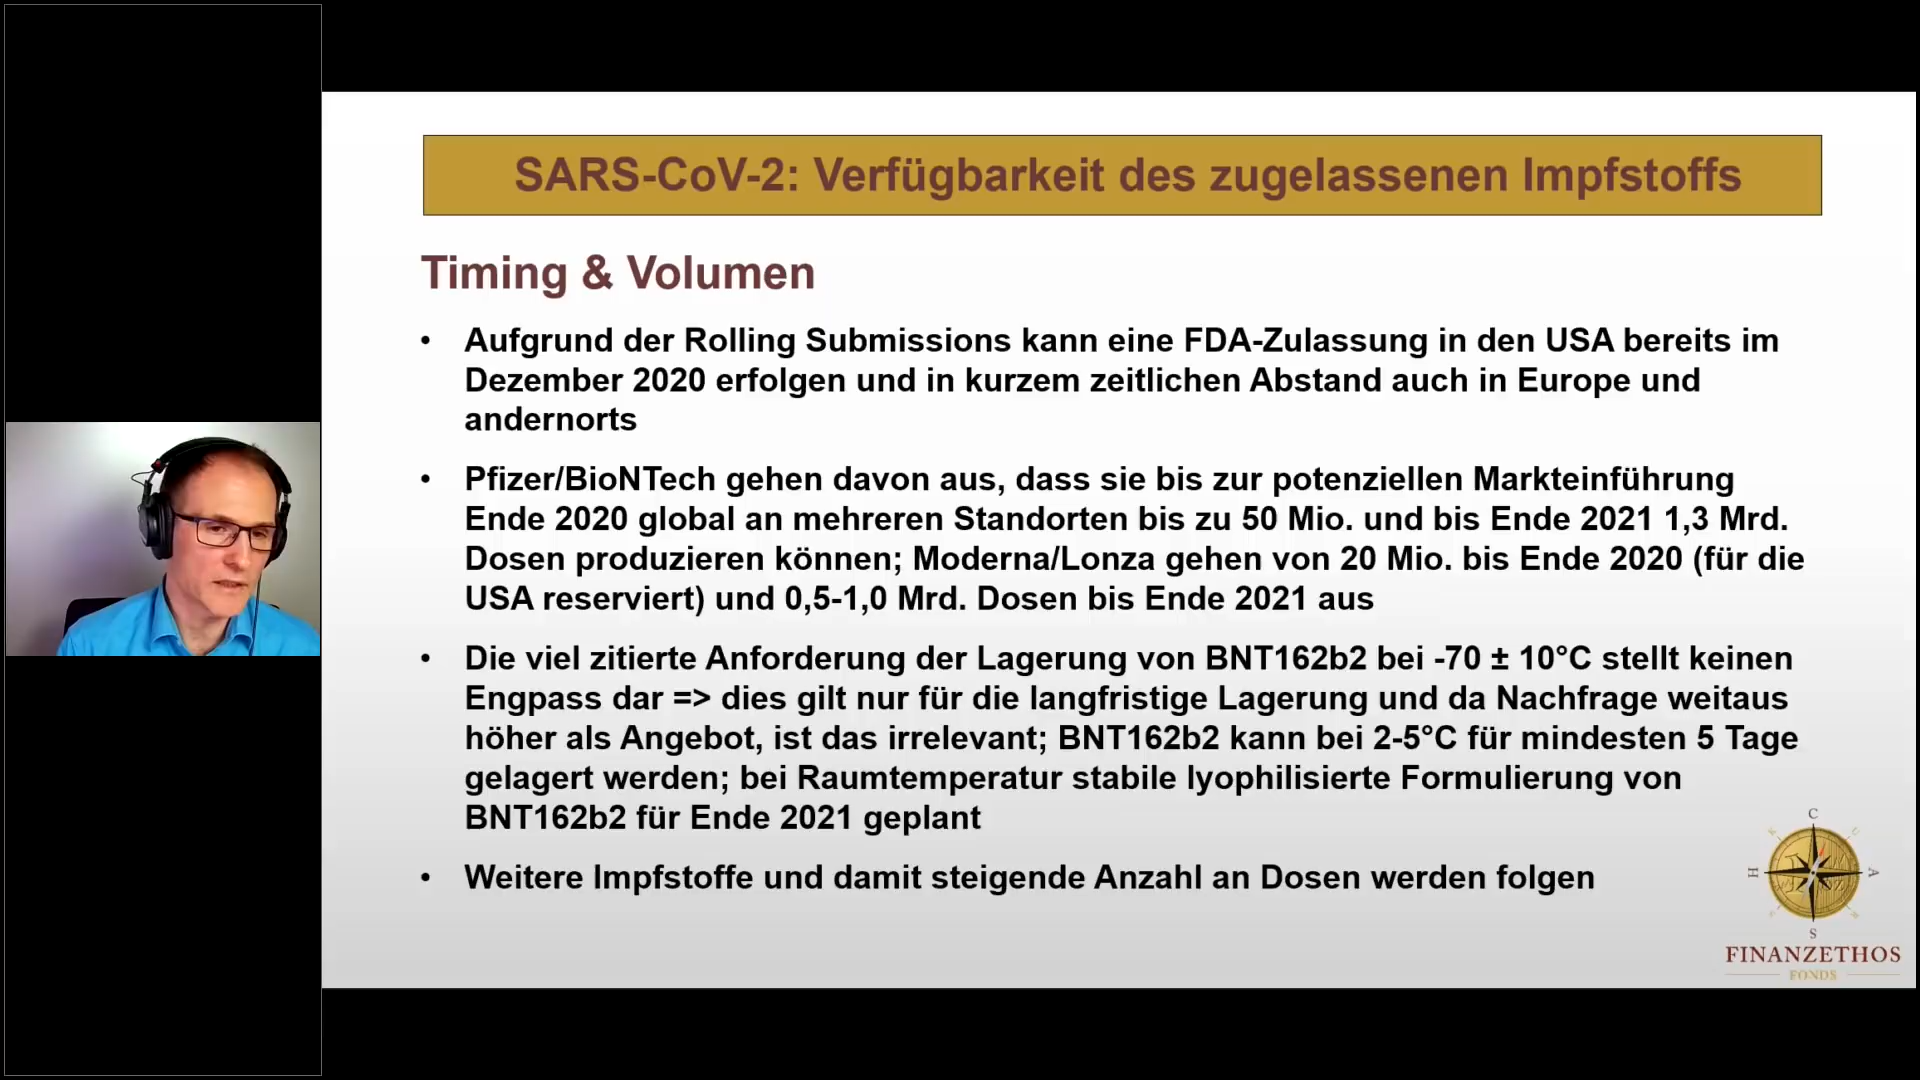 SARS-CoV-2: Verfügbarkeit des zugelassenen Impfstoffs
Timing & Volumen
• Aufgrund der Rolling Submissions kann eine FDA-Zulassung in den USA bereits im
Dezember 2020 erfolgen und in kurzem zeitlichen Abstand auch in Europe und
andernorts
• Pfizer/BioNTech gehen davon aus, dass sie bis zur potenziellen Markteinführung
Ende 2020 global an mehreren Standorten bis zu 50 Mio. und bis Ende 2021 1,3 Mrd.
Dosen produzieren können; Moderna/Lonza gehen von 20 Mio. bis Ende 2020 (für die
USA reserviert) und 0,5-1,0 Mrd. Dosen bis Ende 2021 aus
• Die viel zitierte Anforderung der Lagerung von BNT162b2 bei -70 ± 10°C stellt keinen
Engpass dar => dies gilt nur für die langfristige Lagerung und da Nachfrage weitaus
höher als Angebot, ist das irrelevant; BNT162b2 kann bei 2-5°C für mindesten 5 Tage
gelagert werden; bei Raumtemperatur stabile lyophilisierte Formulierung von
BNT162b2 für Ende 2021 geplant
• Weitere Impfstoffe und damit steigende Anzahl an Dosen werden folgen
C
H A
S
FINANZETHOS
FONDS